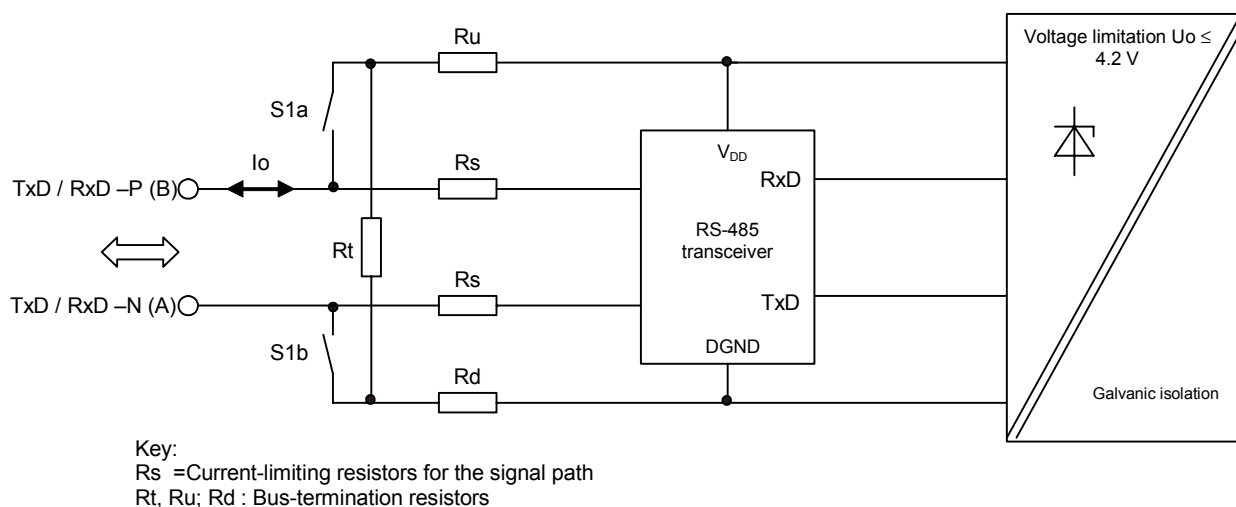 Ru
Voltage limitation Uo ≤
4.2 V
S1a
Io
Rs
VDD
TxD / RxD –P (B)
RxD
RS-485
transceiver
Rt
Rs
TxD / RxD –N (A)
TxD
S1b
DGND
Rd
Galvanic isolation
Key:
Rs =Current-limiting resistors for the signal path
Rt, Ru; Rd : Bus-termination resistors